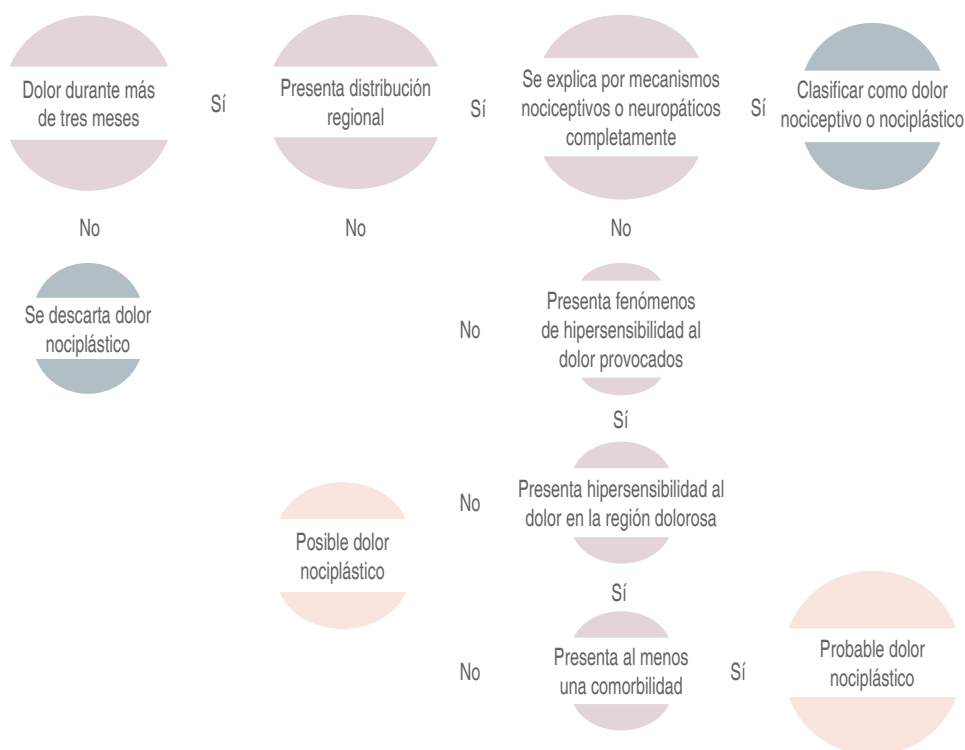 Dolor durante más
de tres meses
Sí
Presenta distribución
regional
Sí
Se explica por mecanismos
nociceptivos o neuropáticos
completamente
Sí
Clasificar como dolor
nociceptivo o nociplástico
No
No
No
Se descarta dolor
nociplástico
No
Presenta fenómenos
de hipersensibilidad al
dolor provocados
Sí
Posible dolor
nociplástico
No
Presenta hipersensibilidad al
dolor en la región dolorosa
Sí
No
Presenta al menos
una comorbilidad
Sí
Probable dolor
nociplástico